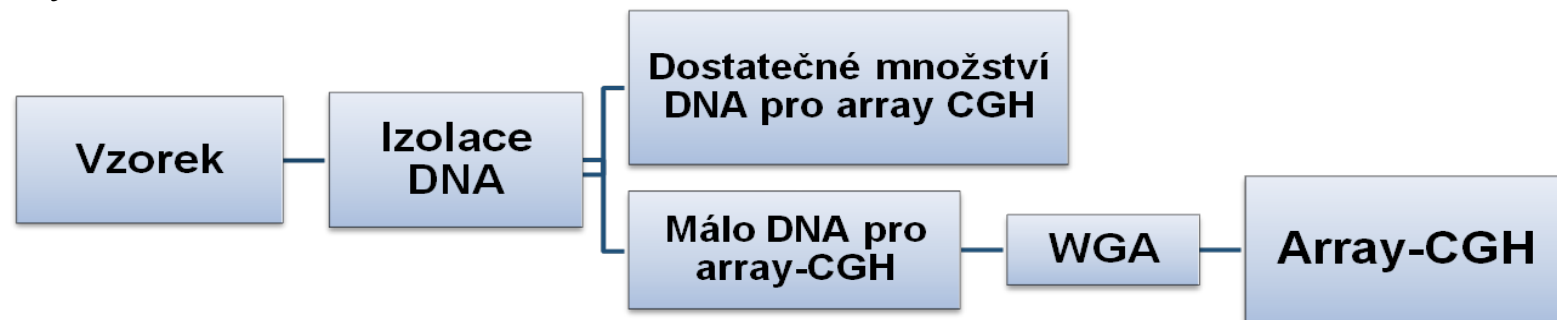 Vzorek
Izolace
DNA
Dostatečné množství
DNA pro array CGH
Málo DNA pro
array-CGH
WGA
Array-CGH